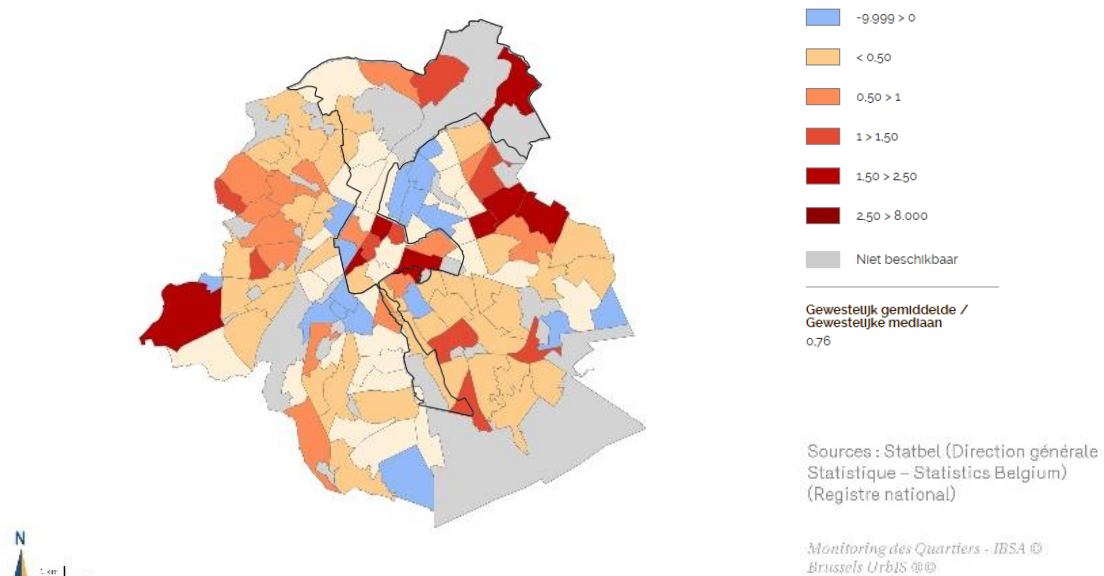 -9.999 > 0
< 0,50
0,50 > 1
1 > 1,50
1,50 > 2,50
2,50 > 8.000
Niet beschikbaar
Gewestelijk gemiddelde /
Gewestelijke mediaan
0,76
Sources : Statbel (Direction générale
Statistique – Statistics Belgium)
(Registre national)
Monitoring des Quartiers - IBSA ©
Brussels UrbIS ®©
N
1 km